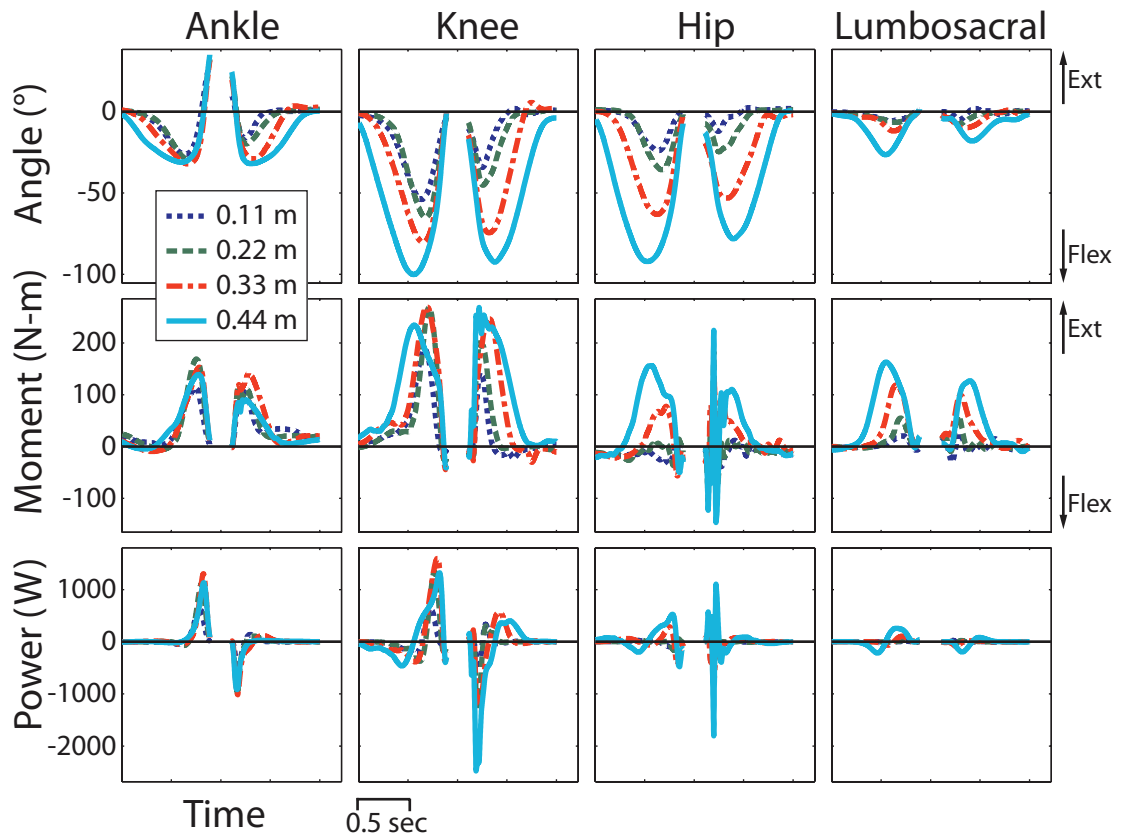 Ankle Knee Hip Lumbosacral
Angle (°)
0
-50
-100
Ext
Flex
0.11 m
0.22 m
0.33 m
0.44 m
Moment (N-m)
200
100
0
-100
Ext
Flex
Power (W)
1000
0
-1000
-2000
Time
0.5 sec